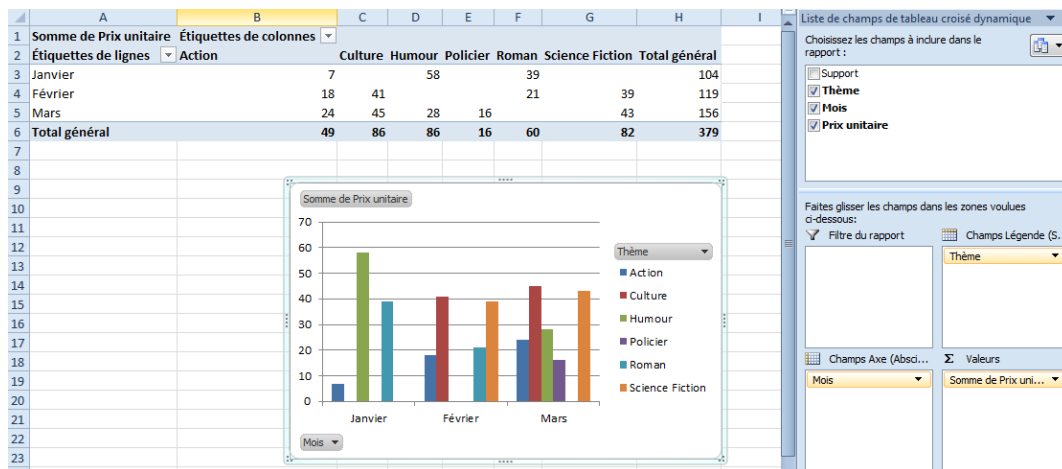 A B C D E F G H I
1 Somme de Prix unitaire Étiquettes de colonnes
2 Étiquettes de lignes Action Culture Humour Policier Roman Science Fiction Total général
3 Janvier 7 58 39 104
4 Février 18 41 21 39 119
5 Mars 24 45 28 16 43 156
6 Total général 49 86 86 16 60 82 379
7
8
9
10
11
12
13
14
15
16
17
18
19
20
21
22
23
Somme de Prix unitaire
70
60
50
40
30
20
10
0
Janvier Février Mars
Thème
Action
Culture
Humour
Policier
Roman
Science Fiction
Mois
Liste de champs de tableau croisé dynamique
Choisissez les champs à inclure dans le
rapport :
Support
Thème
Mois
Prix unitaire
Faites glisser les champs dans les zones voulues
ci-dessous:
Filtre du rapport
Champs Légende (S...
Thème
Champs Axe (Absci...
Σ Valeurs
Mois
Somme de Prix uni...